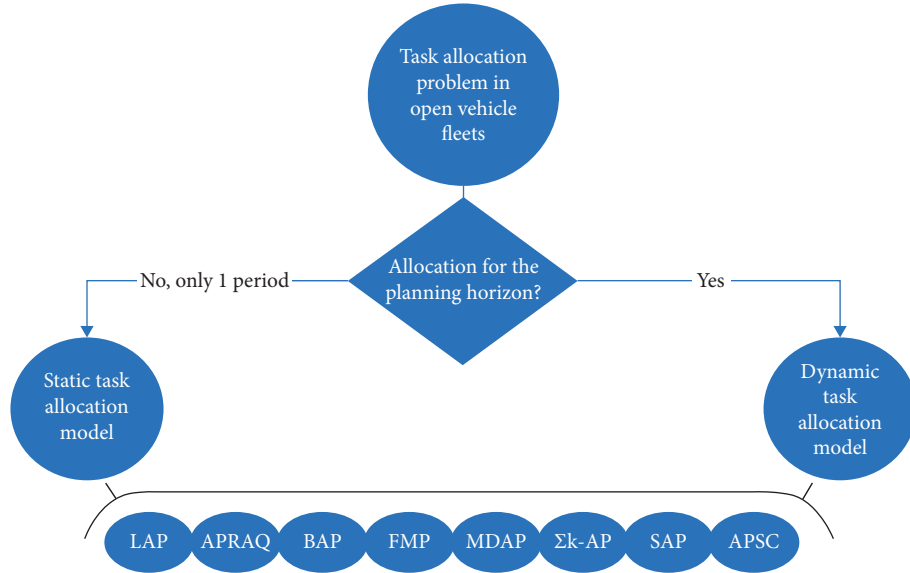 Task allocation
problem in
open vehicle
fleets
Allocation for the
planning horizon?
No, only 1 period
Yes
Static task
allocation
model
Dynamic
task
allocation
model
LAP
APRAQ
BAP
FMP
MDAP
Σk-AP
SAP
APSC